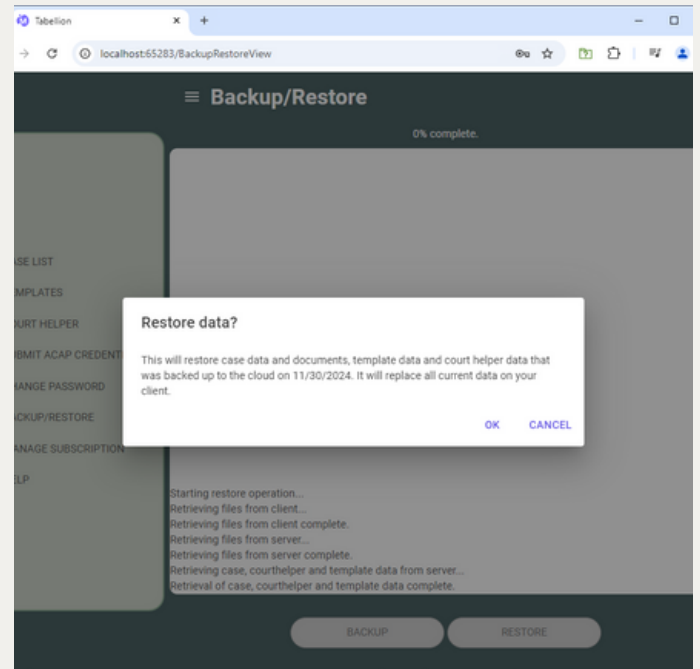 Tabellion
localhost:65283/BackupRestoreView
Backup/Restore
0% complete.
ASE LIST
EMPLATES
OURT HELPER
BMIT ACAP CREDENT
HANGE PASSWORD
ACKUP/RESTORE
ANAGE SUBSCRIPTION
ELP
Restore data?
This will restore case data and documents, template data and court helper data that
was backed up to the cloud on 11/30/2024. It will replace all current data on your
client.
OK CANCEL
Starting restore operation...
Retrieving files from client...
Retrieving files from client complete.
Retrieving files from server...
Retrieving files from server complete.
Retrieving case, courthelper and template data from server...
Retrieval of case, courthelper and template data complete.
BACKUP RESTORE